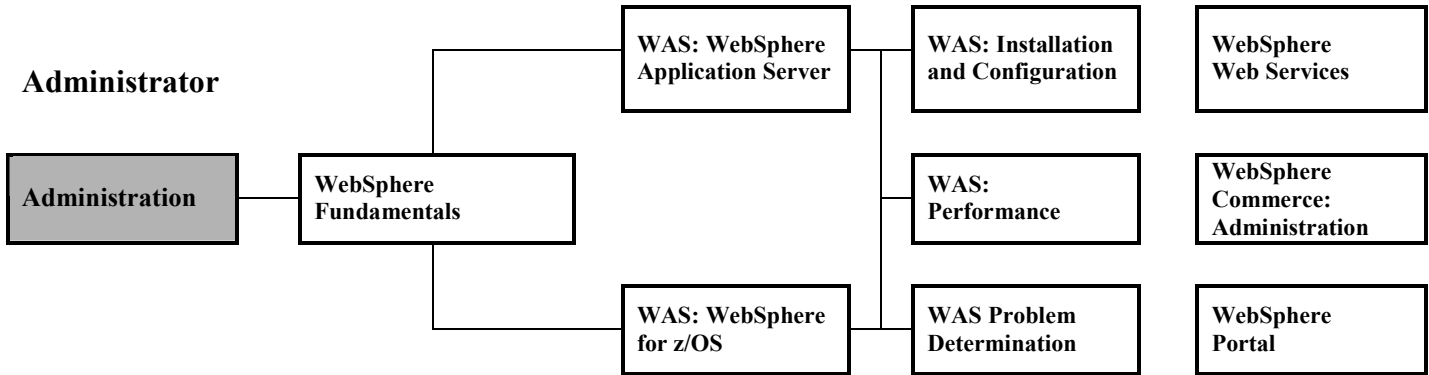 Administrator
Administration
WebSphere
Fundamentals
WAS: WebSphere
Application Server
WAS: WebSphere
for z/OS
WAS: Installation
and Configuration
WAS:
Performance
WAS Problem
Determination
WebSphere
Web Services
WebSphere
Commerce:
Administration
WebSphere
Portal